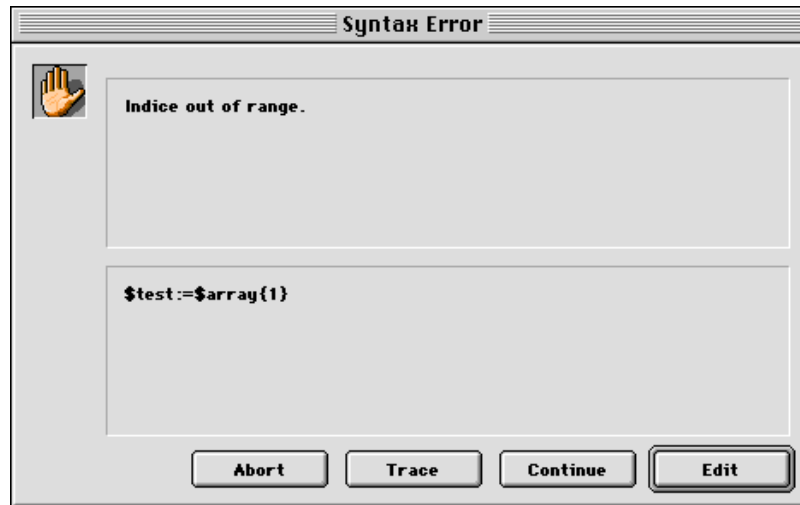 Syntax Error
Indice out of range.
$test:=$array{1}
Abort Trace Continue Edit